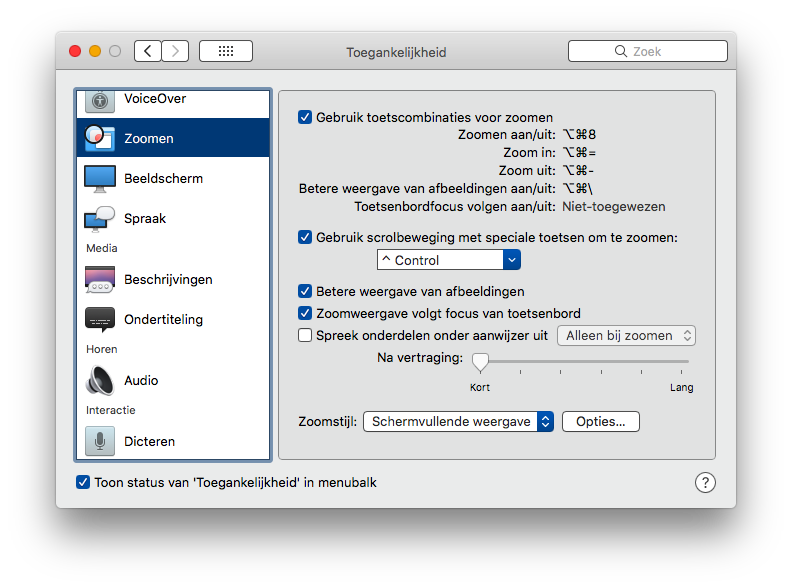 Toegankelijkheid
Zoek
VoiceOver
Zoomen
Beeldscherm
Spraak
Media
Beschrijvingen
Ondertiteling
Horen
Audio
Interactie
Dicteren
Gebruik toetscombinaties voor zoomen
Zoomen aan/uit: ⌥⌘8
Zoom in: ⌥⌘=
Zoom uit: ⌥⌘-
Betere weergave van afbeeldingen aan/uit: ⌥⌘\
Toetsenbordfocus volgen aan/uit: Niet-toegewezen
Gebruik scrolbeweging met speciale toetsen om te zoomen:
^ Control
Betere weergave van afbeeldingen
Zoomweergave volgt focus van toetsenbord
Spreek onderdelen onder aanwijzer uit Alleen bij zoomen
Na vertraging:
Kort Lang
Zoomstijl: Schermvullende weergave Opties...
Toon status van 'Toegankelijkheid' in menubalk ?